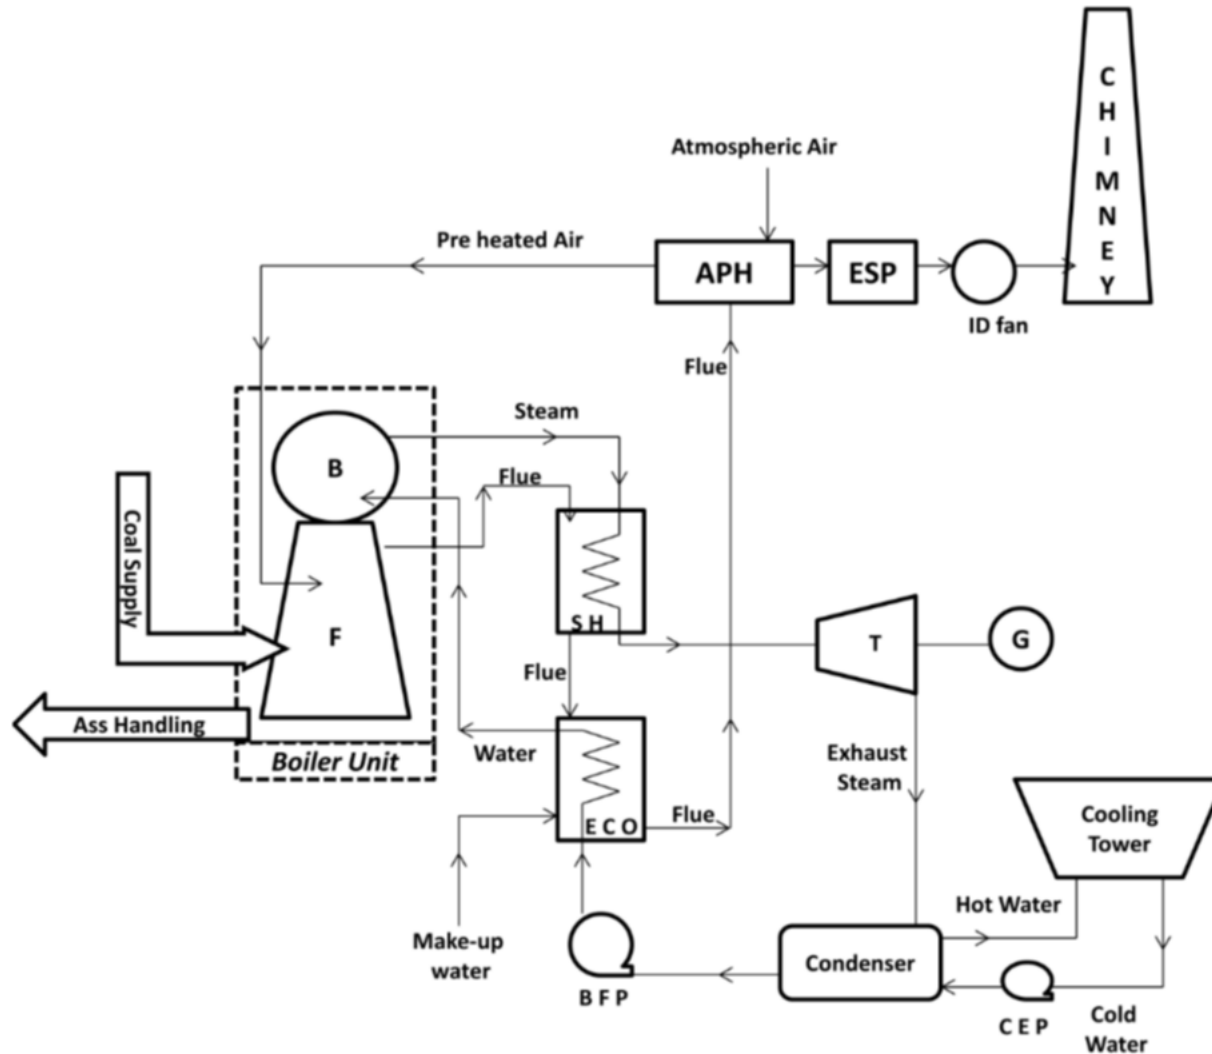 CHIMNEY
Atmospheric Air
Pre heated Air
APH
ESP
ID fan
Flue
Steam
B
Flue
Coal Supply
F
S H
T
G
Flue
Ass Handling
Boiler Unit
Water
Exhaust
Steam
E C O
Flue
Cooling
Tower
Hot Water
Make-up
water
Condenser
B F P
C E P
Cold
Water